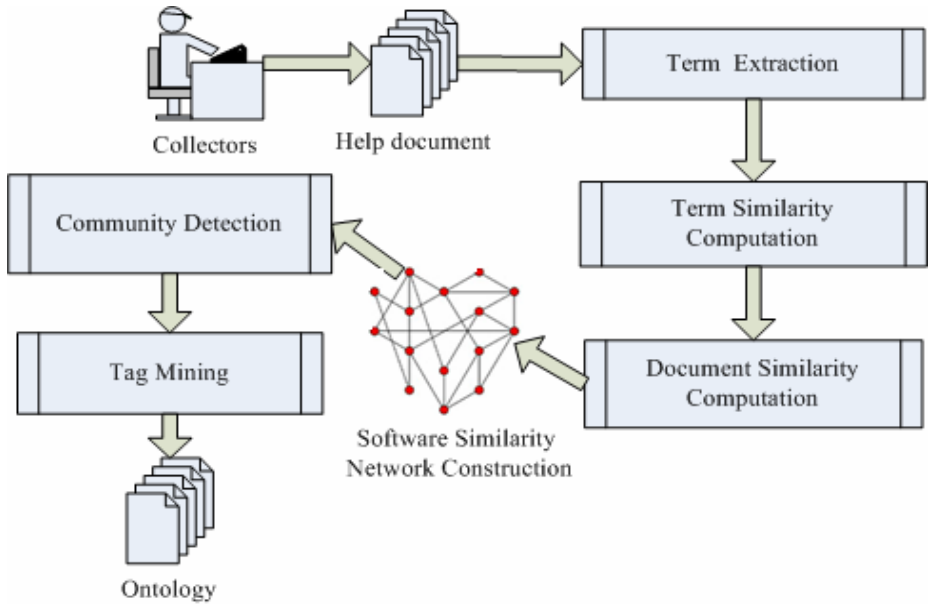 Collectors
Help document
Term Extraction
Term Similarity
Computation
Document Similarity
Computation
Software Similarity
Network Construction
Community Detection
Tag Mining
Ontology